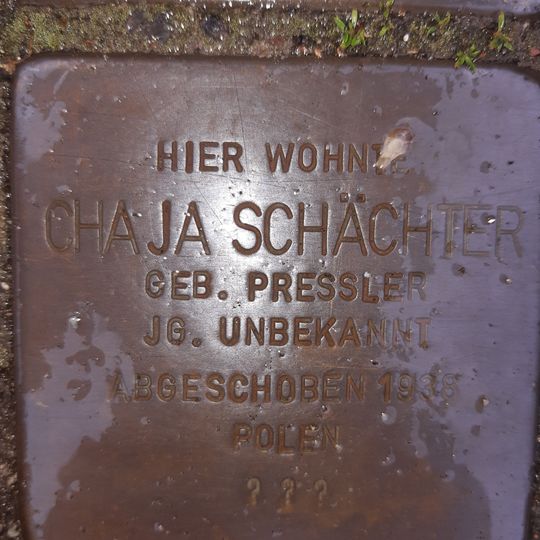 HIER WOHNTE
CHAJA SCHÄCHTER
GEB. PRESSLER
JG. UNBEKANNT
ABGESCHOBEN 1938
POLEN
? ? ?